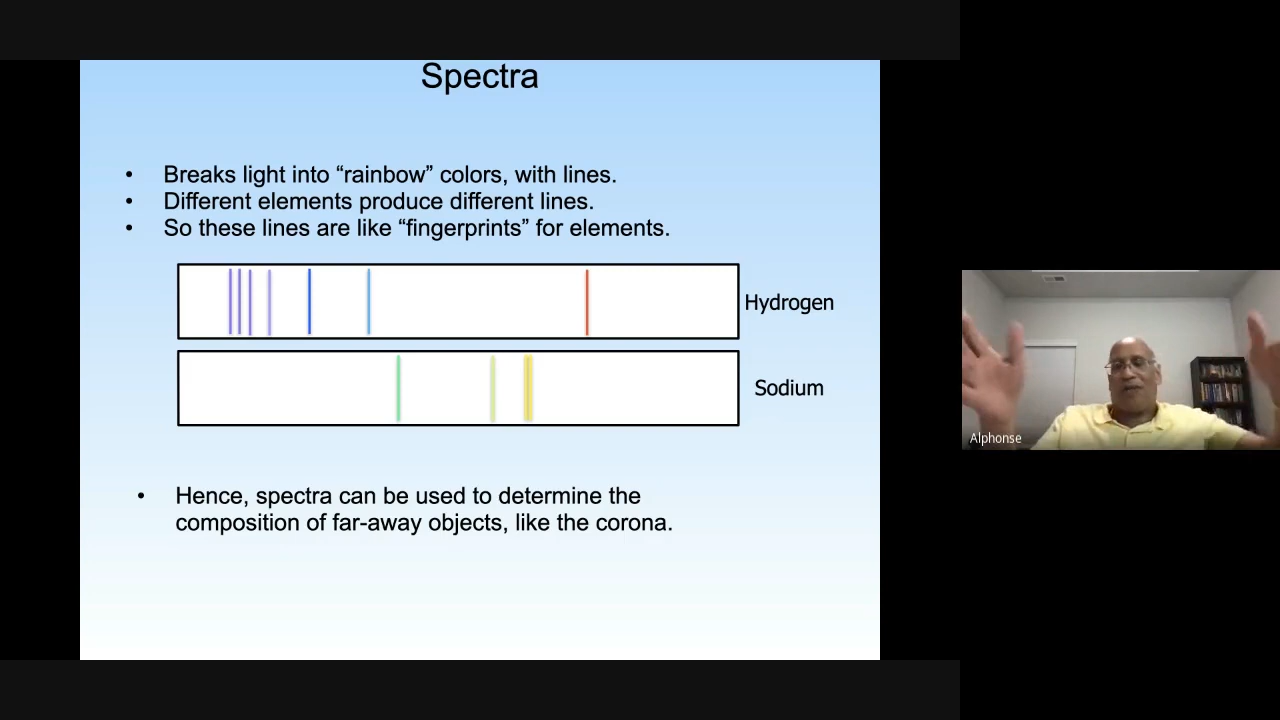 Spectra
• Breaks light into “rainbow” colors, with lines.
• Different elements produce different lines.
• So these lines are like “fingerprints” for elements.
Hydrogen
Sodium
• Hence, spectra can be used to determine the
composition of far-away objects, like the corona.
Alphonse